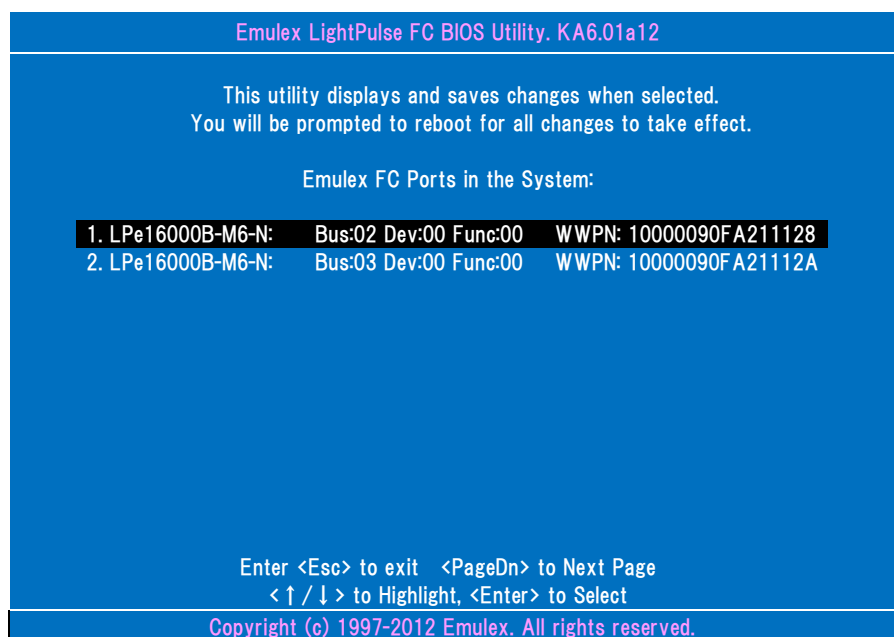 Emulex LightPulse FC BIOS Utility. KA6.01a12
This utility displays and saves changes when selected.
You will be prompted to reboot for all changes to take effect.
Emulex FC Ports in the System:
1. LPe16000B-M6-N: Bus:02 Dev:00 Func:00 WWPN: 10000090FA211128
2. LPe16000B-M6-N: Bus:03 Dev:00 Func:00 WWPN: 10000090FA21112A
Enter <Esc> to exit <PageDn> to Next Page
<↑/↓> to Highlight, <Enter> to Select
Copyright (c) 1997-2012 Emulex. All rights reserved.